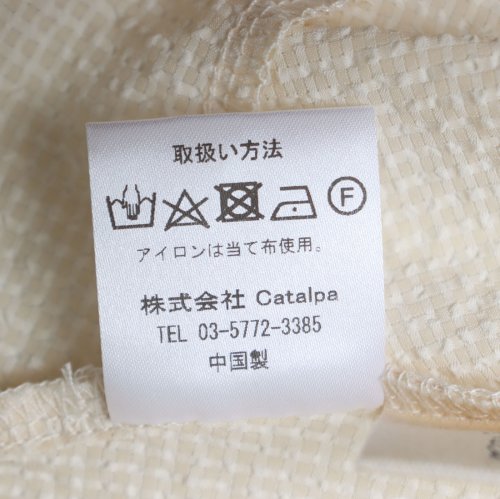 取扱い方法
F
アイロンは当て布使用。
株式会社 Catalpa
TEL 03-5772-3385
中国製